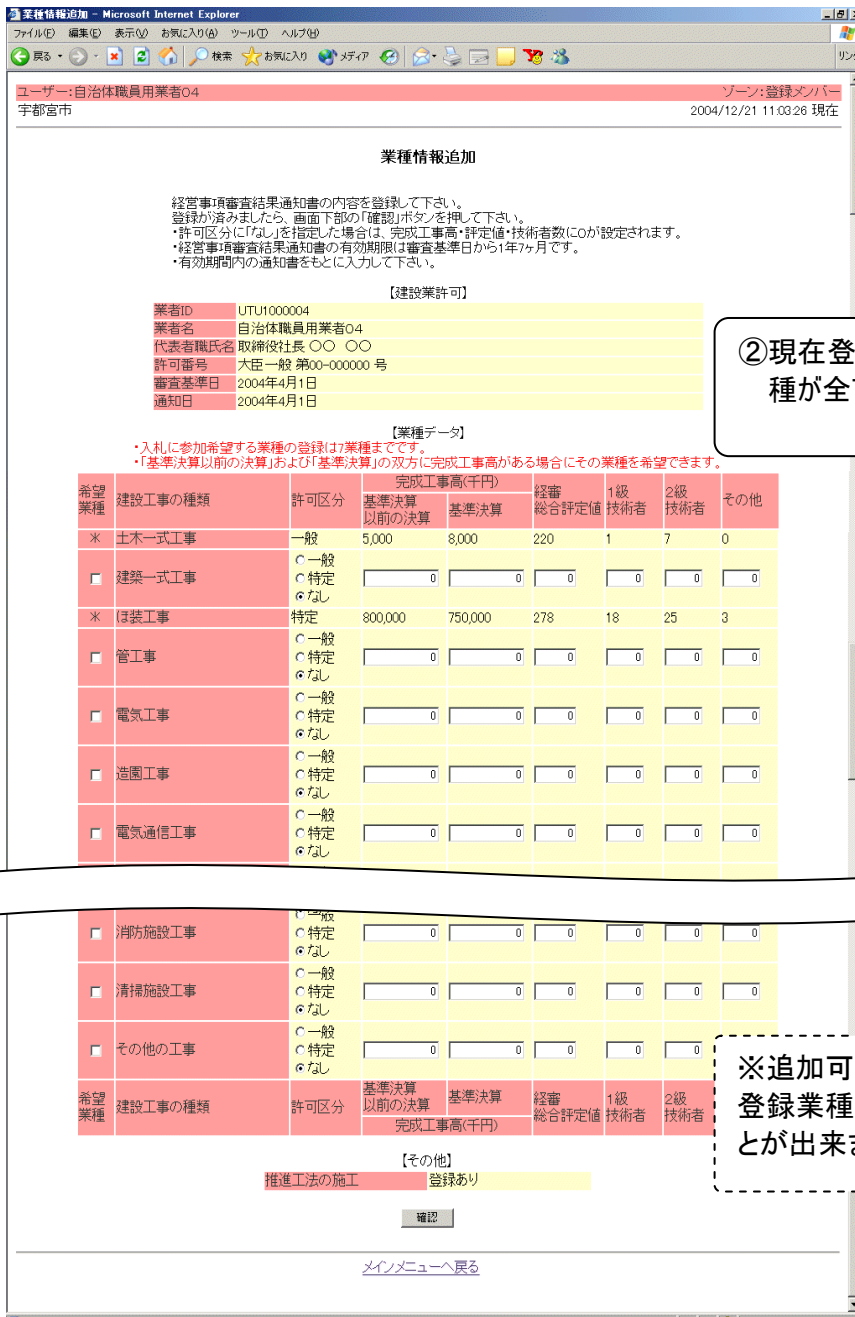 業種情報追加 - Microsoft Internet Explorer
ファイル(F) 編集(E) 表示(V) お気に入り(A) ツール(T) ヘルプ(H)
戻る 検索 お気に入り メディア
ユーザー:自治体職員用業者04 ゾーン:登録メンバー
宇都宮市 2004/12/21 11:03:26 現在
業種情報追加
経営事項審査結果通知書の内容を登録して下さい。
登録が済みましたら、画面下部の「確認」ボタンを押して下さい。
・許可区分に「なし」を指定した場合は、完成工事高・評定値・技術者数に0が設定されます。
・経営事項審査結果通知書の有効期限は審査基準日から1年7ヶ月です。
・有効期間内の通知書をもとに入力して下さい。
【建設業許可】
業者ID UTU1000004
業者名 自治体職員用業者04
代表者職氏名 取締役社長 ○○ ○○
許可番号 大臣一般 第00-000000 号
審査基準日 2004年4月1日
通知日 2004年4月1日
②現在登
種が全
【業種データ】
・入札に参加希望する業種の登録は7業種までです。
・「基準決算以前の決算」および「基準決算」の双方に完成工事高がある場合にその業種を希望できます。
希望業種 建設工事の種類 許可区分 完成工事高(千円) 基準決算以前の決算 基準決算 経審総合評定値 1級技術者 2級技術者 その他
※ 土木一式工事 一般 5,000 8,000 220 1 7 0
一般
建築一式工事 特定 0 0 0 0 0 0
なし
※ ほ装工事 特定 800,000 750,000 278 18 25 3
一般
管工事 特定 0 0 0 0 0 0
なし
一般
電気工事 特定 0 0 0 0 0 0
なし
一般
造園工事 特定 0 0 0 0 0 0
なし
一般
電気通信工事 特定 0 0 0 0 0 0
なし
一般
消防施設工事 特定 0 0 0 0 0 0
なし
一般
清掃施設工事 特定 0 0 0 0 0 0
なし
一般
その他の工事 特定 0 0 0 0 0
なし
希望業種 建設工事の種類 許可区分 基準決算以前の決算 基準決算 完成工事高(千円) 経審総合評定値 1級技術者 2級技術者
※追加可
登録業種
とが出来
【その他】
推進工法の施工 登録あり
確認
メインメニューへ戻る